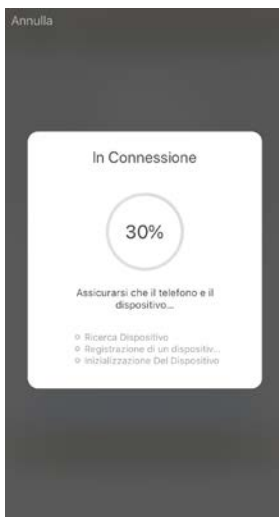 Annulla
In Connessione
30%
Assicurarsi che il telefono e il
dispositivo...
Ricerca Dispositivo
Registrazione di un dispositiv...
Inizializzazione Del Dispositivo